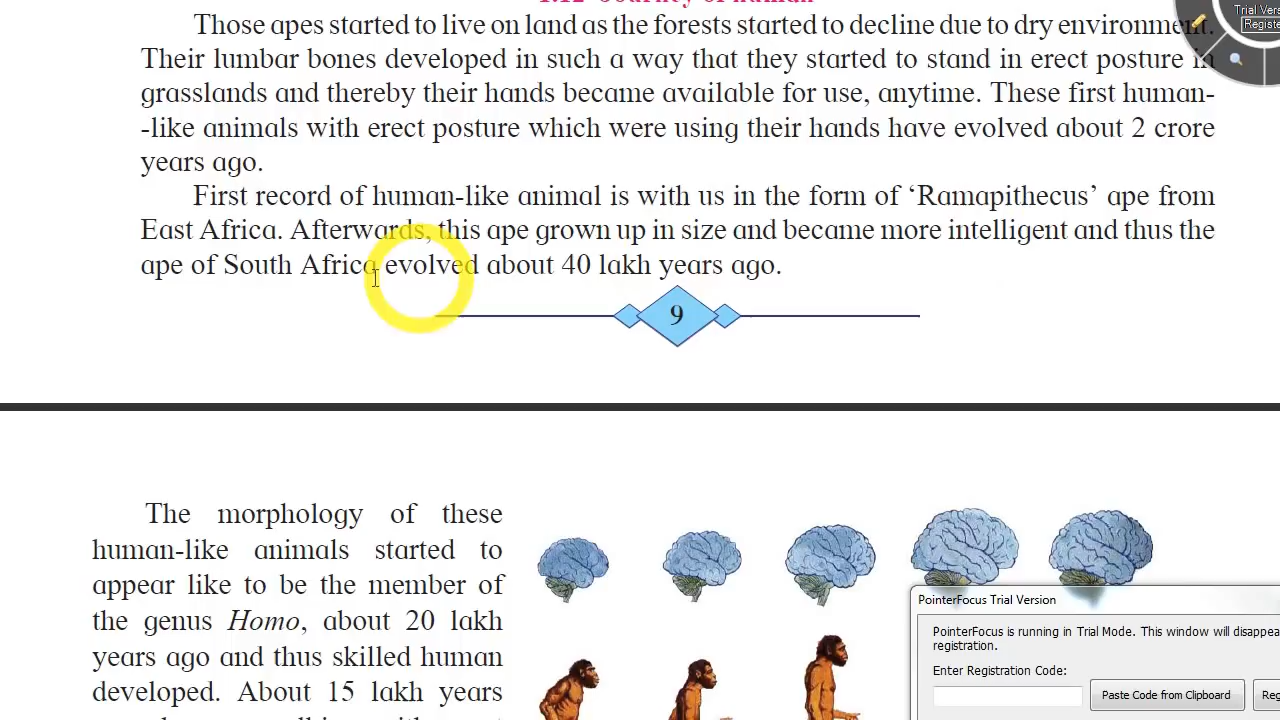 Those apes started to live on land as the forests started to decline due to dry environment.
Their lumbar bones developed in such a way that they started to stand in erect posture in
grasslands and thereby their hands became available for use, anytime. These first human-
-like animals with erect posture which were using their hands have evolved about 2 crore
years ago.
First record of human-like animal is with us in the form of ‘Ramapithecus’ ape from
East Africa. Afterwards, this ape grown up in size and became more intelligent and thus the
ape of South Africa evolved about 40 lakh years ago.
9
The morphology of these
human-like animals started to
appear like to be the member of
the genus Homo, about 20 lakh
years ago and thus skilled human
developed. About 15 lakh years
Trial Vers
Registe
PointerFocus Trial Version
PointerFocus is running in Trial Mode. This window will disappea
registration.
Enter Registration Code:
Paste Code from Clipboard
Reg